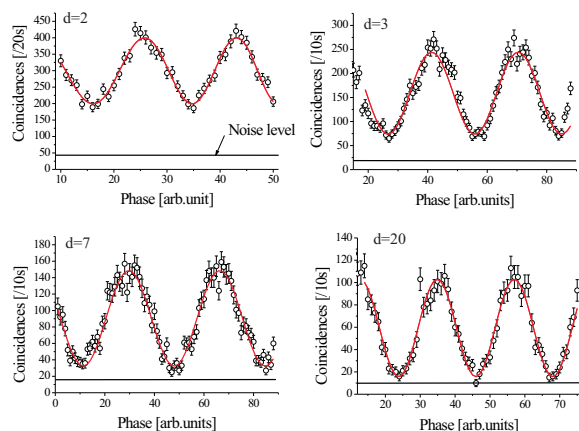 d=2
Coincidences [/20s]
500
450
400
350
300
250
200
150
100
50
0
Noise level
10 20 30 40 50
Phase [arb.unit]
d=3
Coincidences [/10s]
300
250
200
150
100
50
0
20 40 60 80
Phase [arb.units]
d=7
Coincidences [/10s]
180
160
140
120
100
80
60
40
20
0
0 20 40 60 80
Phase [arb.units]
d=20
Coincidences [/10s]
120
100
80
60
40
20
0
20 30 40 50 60 70
Phase [arb.units]